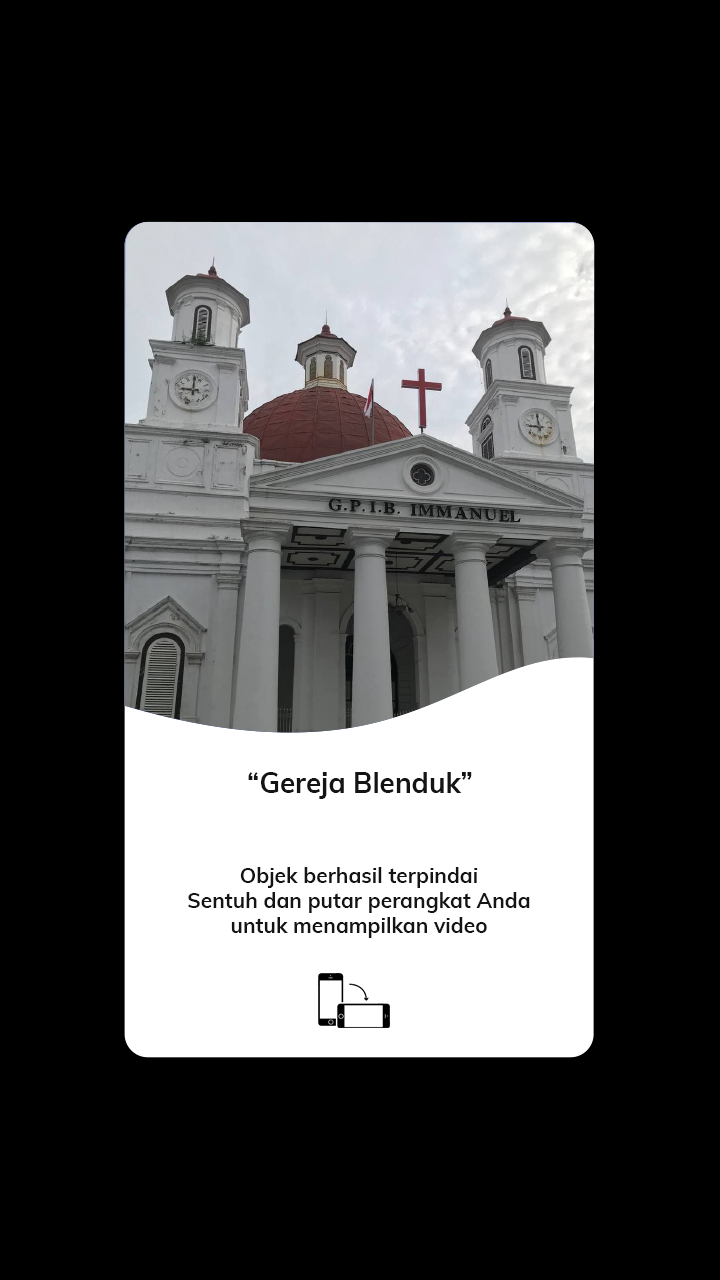 G.P.I.B. IMMANUEL
“Gereja Blenduk”
Objek berhasil terpindai
Sentuh dan putar perangkat Anda
untuk menampilkan video